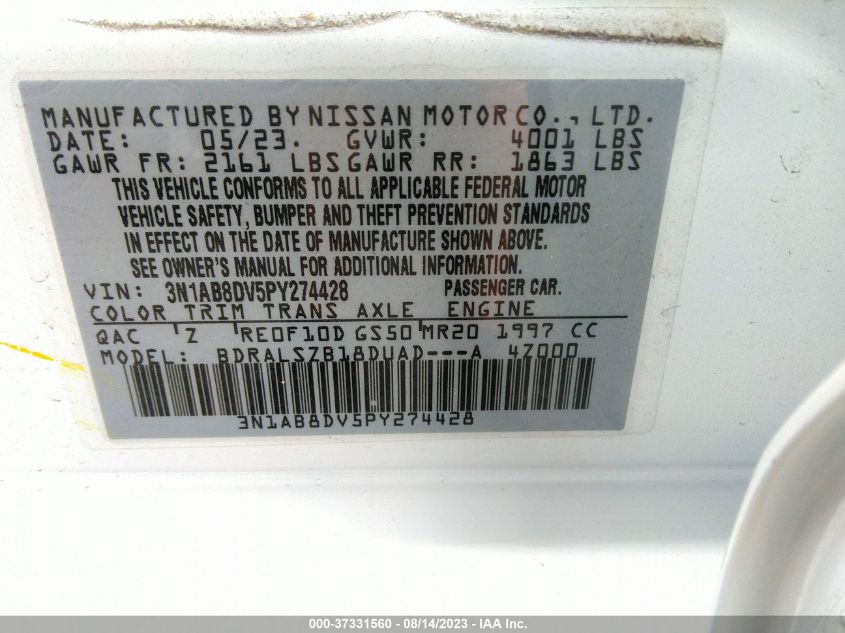 MANUFACTURED BY NISSAN MOTOR CO., LTD.
DATE: 05/23. GVWR: 4001 LBS
GAWR FR: 2161 LBS GAWR RR: 1863 LBS
THIS VEHICLE CONFORMS TO ALL APPLICABLE FEDERAL MOTOR
VEHICLE SAFETY, BUMPER AND THEFT PREVENTION STANDARDS
IN EFFECT ON THE DATE OF MANUFACTURE SHOWN ABOVE.
SEE OWNER'S MANUAL FOR ADDITIONAL INFORMATION.
VIN: 3N1AB8DV5PY274428 PASSENGER CAR.
COLOR TRIM TRANS AXLE ENGINE
QAC Z RE0F10D GS50 MR20 1997 CC
MODEL: BDRALSZB18DUAD---A 4Z000
3N1AB8DV5PY274428
000-37331560 - 08/14/2023 - IAA Inc.